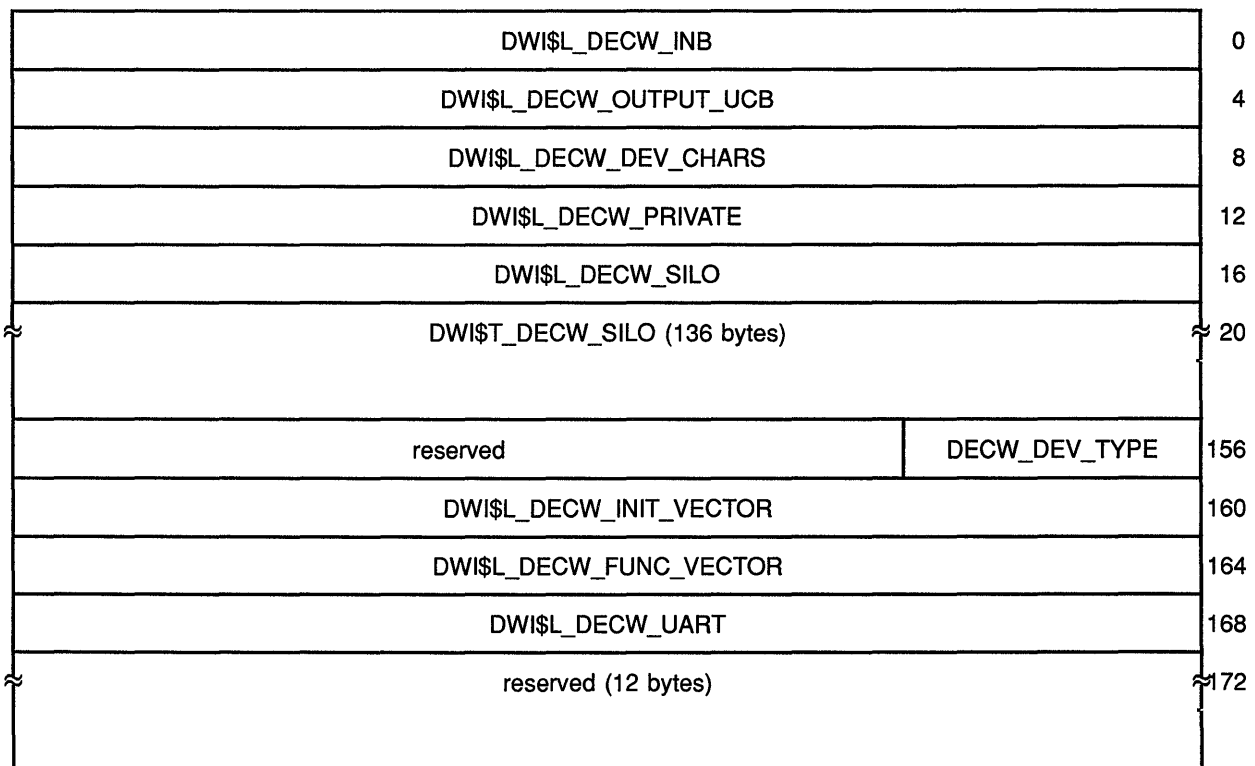 DWI$L_DECW_INB 0
DWI$L_DECW_OUTPUT_UCB 4
DWI$L_DECW_DEV_CHARS 8
DWI$L_DECW_PRIVATE 12
DWI$L_DECW_SILO 16
DWI$T_DECW_SILO (136 bytes) 20
reserved DECW_DEV_TYPE 156
DWI$L_DECW_INIT_VECTOR 160
DWI$L_DECW_FUNC_VECTOR 164
DWI$L_DECW_UART 168
reserved (12 bytes) 172